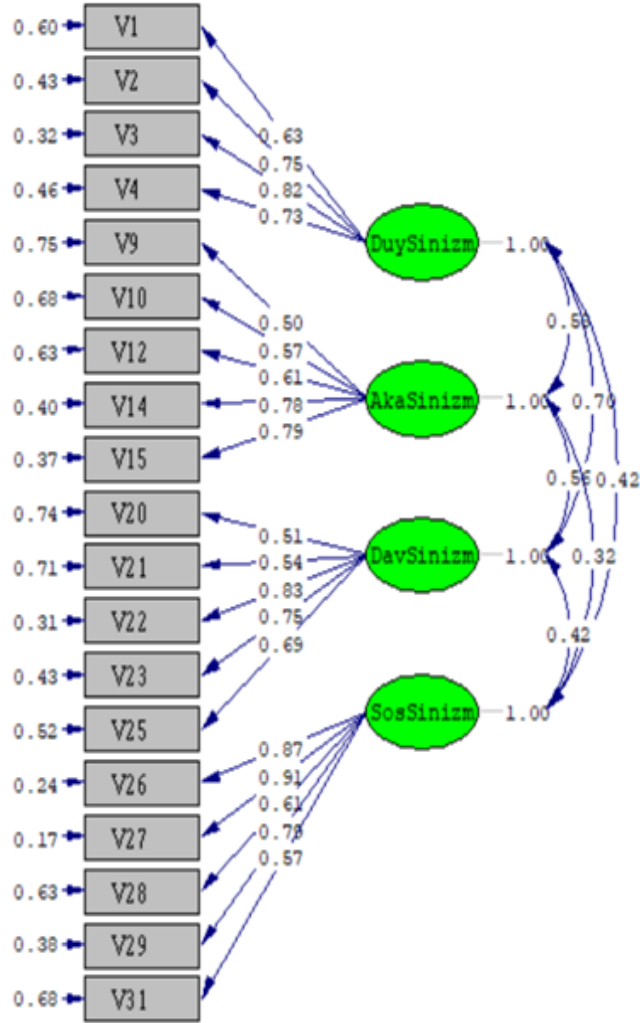 0.60 V1
0.43 V2
0.32 V3
0.46 V4
0.75 V9
0.68 V10
0.63 V12
0.40 V14
0.37 V15
0.74 V20
0.71 V21
0.31 V22
0.43 V23
0.52 V25
0.24 V26
0.17 V27
0.63 V28
0.38 V29
0.68 V31
0.63
0.75
0.82
0.73
0.50
0.57
0.61
0.78
0.79
0.51
0.54
0.83
0.75
0.69
0.87
0.91
0.61
0.79
0.57
DuySinizm 1.00
AkaSinizm 1.00
DavSinizm 1.00
SosSinizm 1.00
0.70
0.56
0.42
0.32
0.42